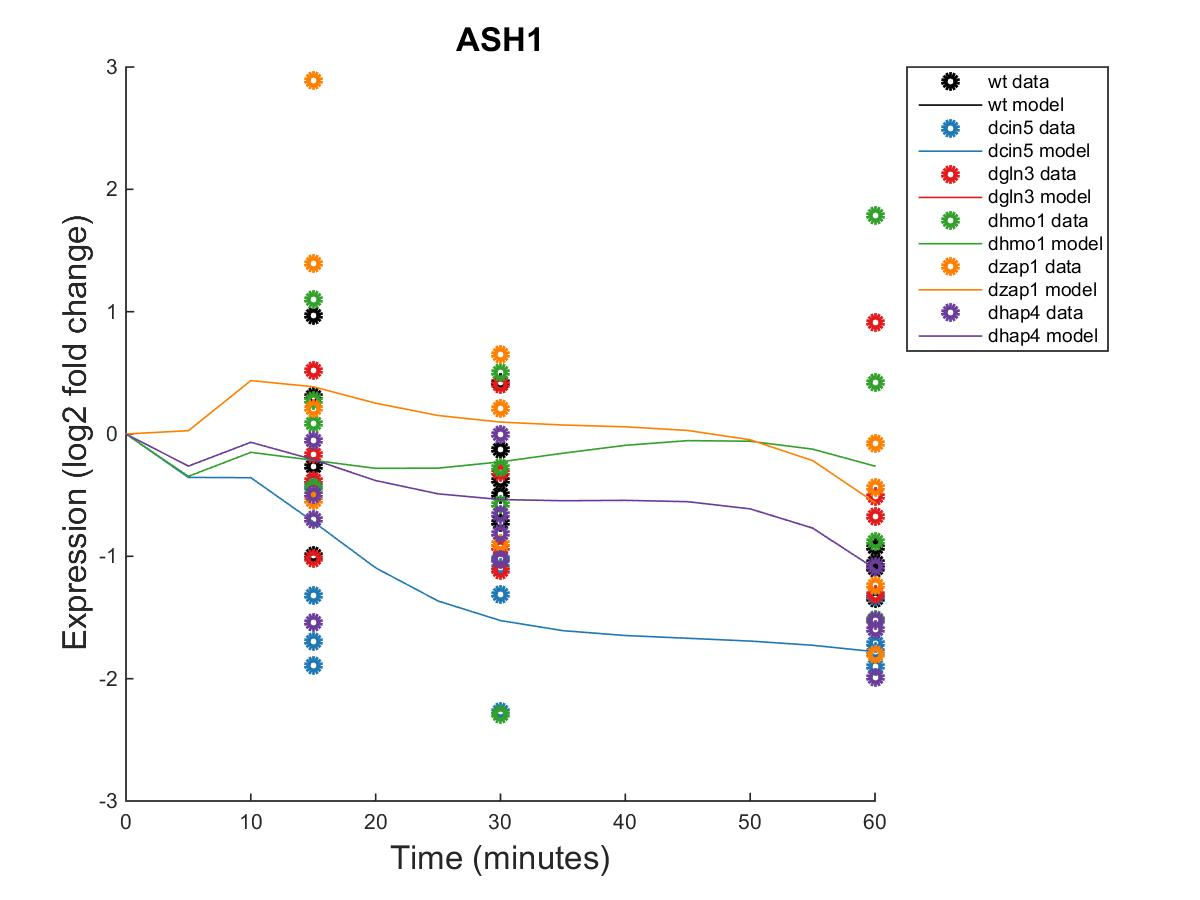 ASH1
Expression (log2 fold change)
3
2
1
0
-1
-2
-3
0
10
20
30
40
50
60
Time (minutes)
wt data
wt model
dcin5 data
dcin5 model
dgln3 data
dgln3 model
dhmo1 data
dhmo1 model
dzap1 data
dzap1 model
dhap4 data
dhap4 model